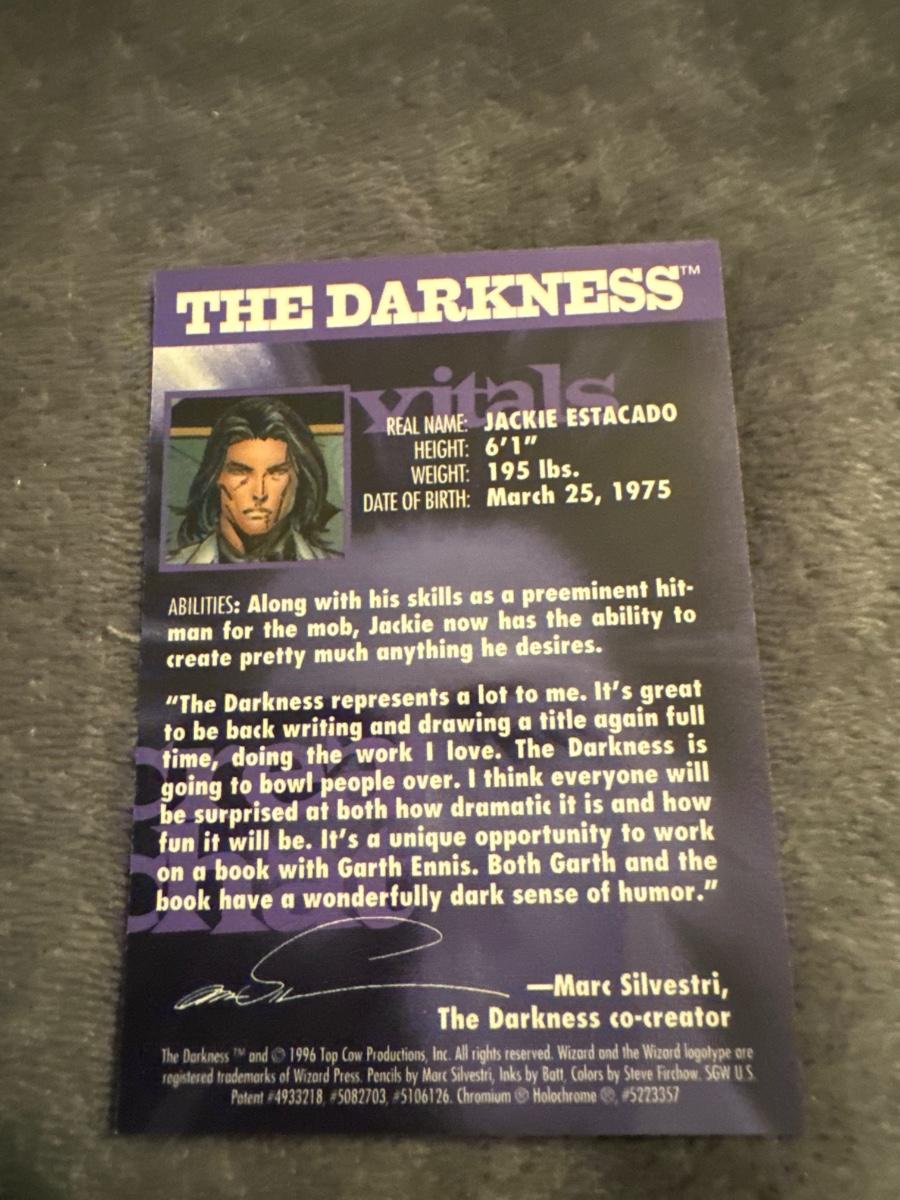 THE DARKNESS™
vitals
REAL NAME: JACKIE ESTACADO
HEIGHT: 6'1"
WEIGHT: 195 lbs.
DATE OF BIRTH: March 25, 1975
ABILITIES: Along with his skills as a preeminent hit-
man for the mob, Jackie now has the ability to
create pretty much anything he desires.
"The Darkness represents a lot to me. It's great
to be back writing and drawing a title again full
time, doing the work I love. The Darkness is
going to bowl people over. I think everyone will
be surprised at both how dramatic it is and how
fun it will be. It's a unique opportunity to work
on a book with Garth Ennis. Both Garth and the
book have a wonderfully dark sense of humor."
—Marc Silvestri,
The Darkness co-creator
The Darkness ™ and © 1996 Top Cow Productions, Inc. All rights reserved. Wizard and the Wizard logotype are
registered trademarks of Wizard Press. Pencils by Marc Silvestri, Inks by Batt, Colors by Steve Firchow. SGW U.S.
Patent #4933218, #5082703, #5106126. Chromium ® Holochrome ®, #5223357